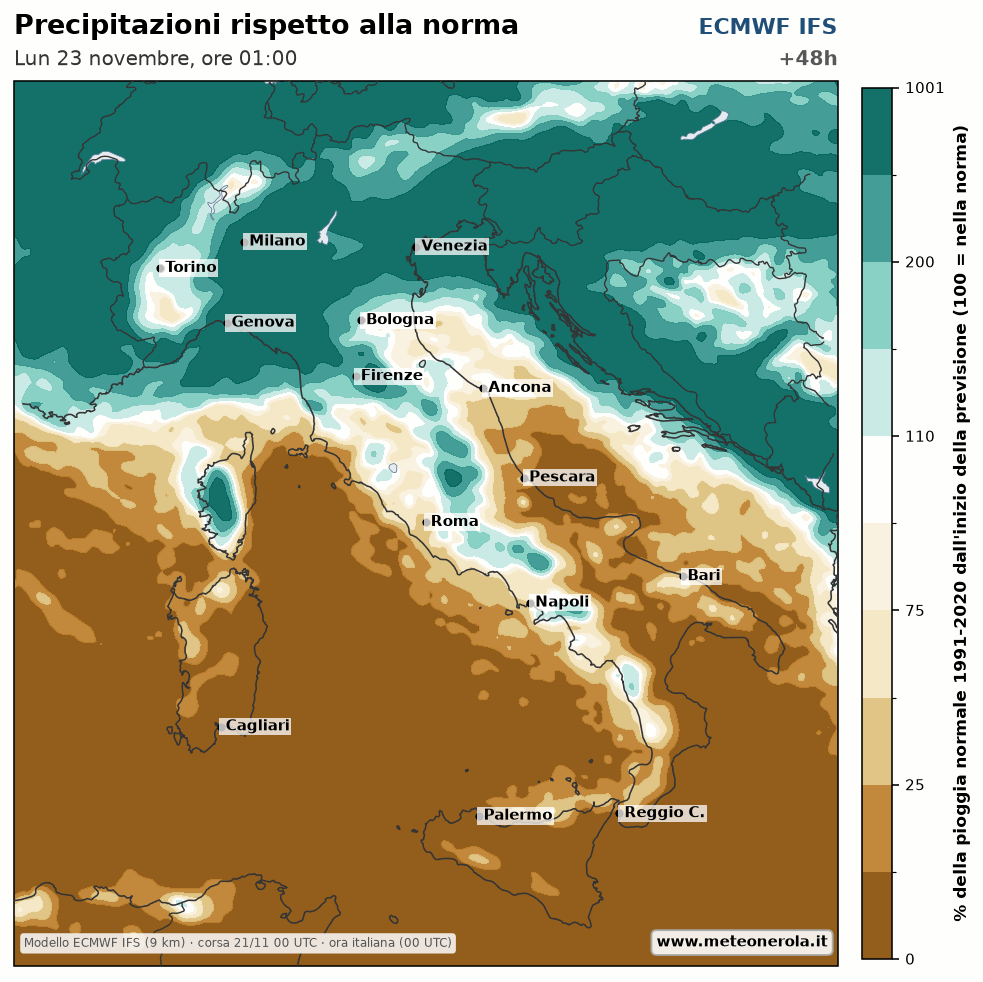 Precipitazioni rispetto alla norma
ECMWF IFS
Lun 23 novembre, ore 01:00
+48h
Milano
Venezia
Torino
Genova
Bologna
Firenze
Ancona
Pescara
Roma
Bari
Napoli
Cagliari
Palermo
Reggio C.
1001
200
110
75
25
0
% della pioggia normale 1991-2020 dall'inizio della previsione (100 = nella norma)
Modello ECMWF IFS (9 km) · corsa 21/11 00 UTC · ora italiana (00 UTC)
www.meteonerola.it